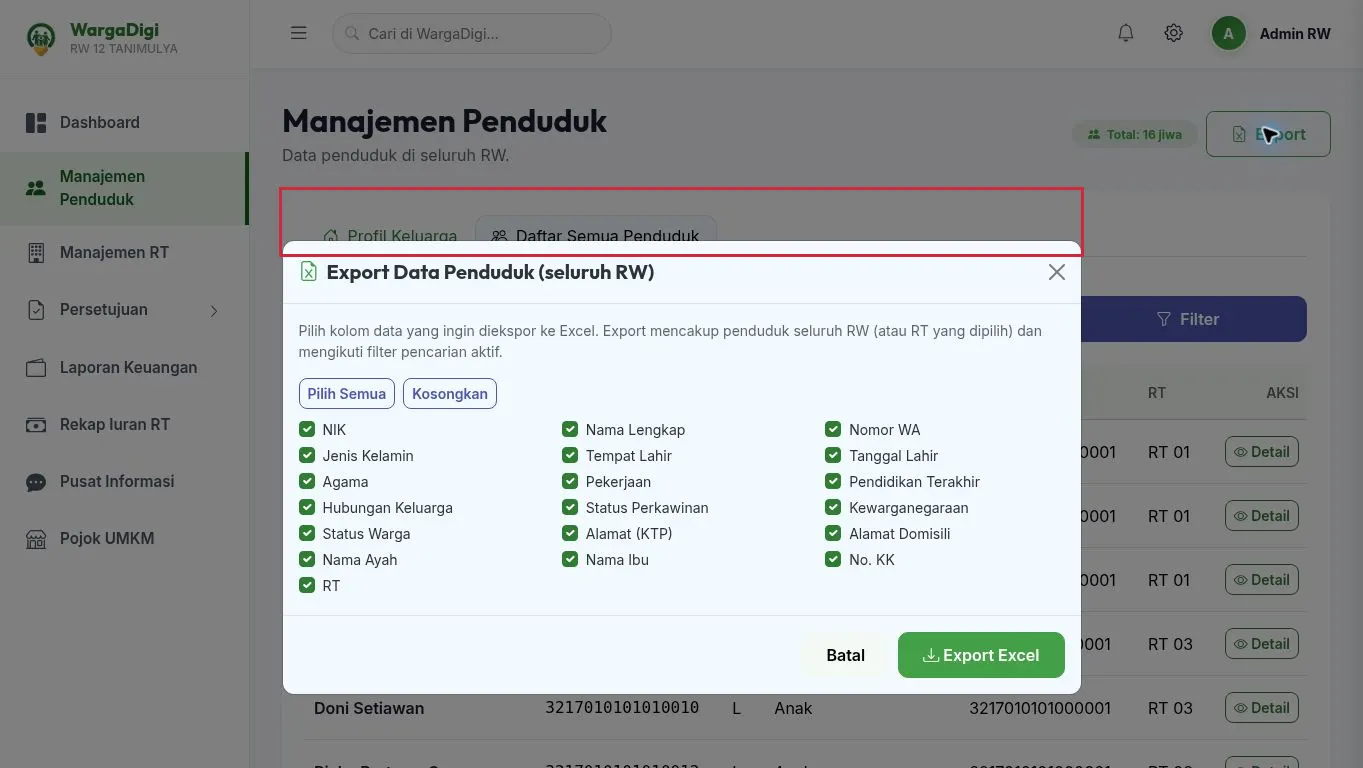 WargaDigi
RW 12 TANIMULYA
Cari di WargaDigi...
A
Admin RW
Dashboard
Manajemen
Penduduk
Manajemen RT
Persetujuan
Laporan Keuangan
Rekap Iuran RT
Pusat Informasi
Pojok UMKM
Manajemen Penduduk
Data penduduk di seluruh RW.
Total: 16 jiwa
Export
Profil Keluarga
Daftar Semua Penduduk
Export Data Penduduk (seluruh RW)
Pilih kolom data yang ingin diekspor ke Excel. Export mencakup penduduk seluruh RW (atau RT yang dipilih) dan
mengikuti filter pencarian aktif.
Pilih Semua
Kosongkan
NIK
Nama Lengkap
Nomor WA
Jenis Kelamin
Tempat Lahir
Tanggal Lahir
Agama
Pekerjaan
Pendidikan Terakhir
Hubungan Keluarga
Status Perkawinan
Kewarganegaraan
Status Warga
Alamat (KTP)
Alamat Domisili
Nama Ayah
Nama Ibu
No. KK
RT
Batal
Export Excel
Filter
RT AKSI
0001 RT 01 Detail
0001 RT 01 Detail
0001 RT 01 Detail
0001 RT 03 Detail
Doni Setiawan 3217010101010010 L Anak 3217010101000001 RT 03 Detail